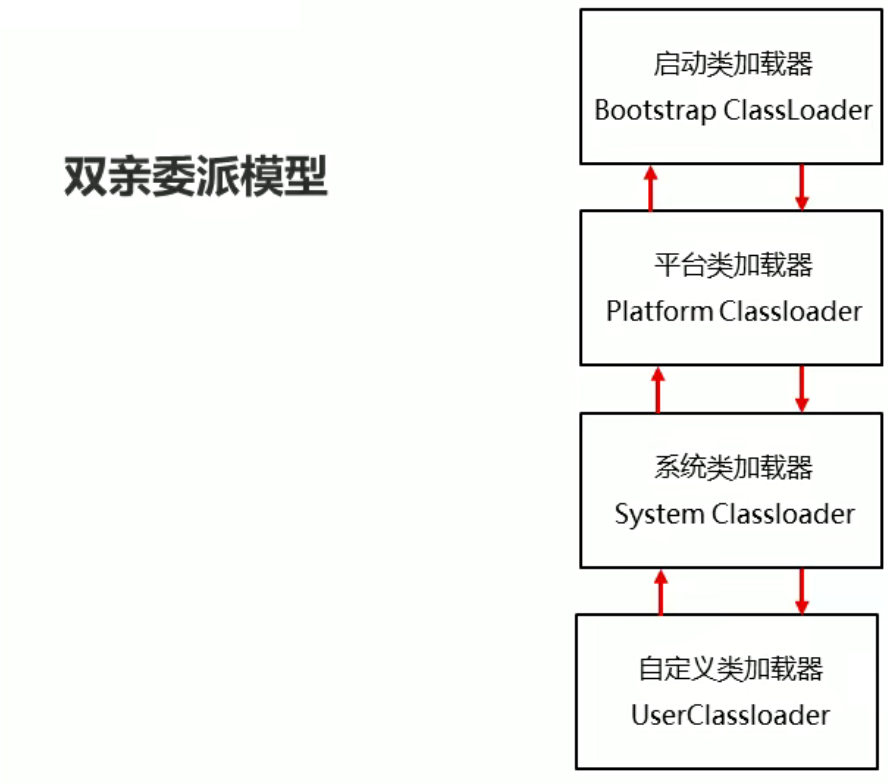 双亲委派模型
启动类加载器
Bootstrap ClassLoader
平台类加载器
Platform Classloader
系统类加载器
System Classloader
自定义类加载器
UserClassloader